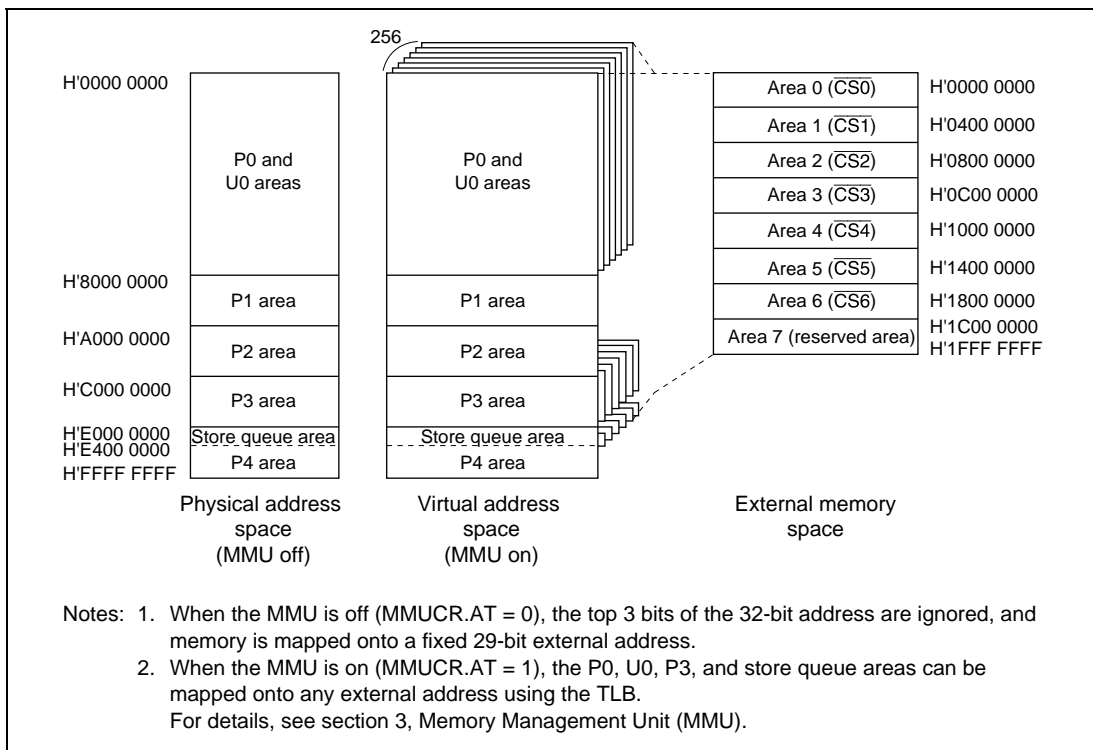 256
H'0000 0000
P0 and
U0 areas
H'8000 0000
P1 area
H'A000 0000
P2 area
H'C000 0000
P3 area
H'E000 0000
Store queue area
H'E400 0000
P4 area
H'FFFF FFFF
Physical address
space
(MMU off)
P0 and
U0 areas
P1 area
P2 area
P3 area
Store queue area
P4 area
Virtual address
space
(MMU on)
Area 0 (CS0) H'0000 0000
Area 1 (CS1) H'0400 0000
Area 2 (CS2) H'0800 0000
Area 3 (CS3) H'0C00 0000
Area 4 (CS4) H'1000 0000
Area 5 (CS5) H'1400 0000
Area 6 (CS6) H'1800 0000
Area 7 (reserved area) H'1C00 0000
H'1FFF FFFF
External memory
space
Notes: 1. When the MMU is off (MMUCR.AT = 0), the top 3 bits of the 32-bit address are ignored, and
memory is mapped onto a fixed 29-bit external address.
2. When the MMU is on (MMUCR.AT = 1), the P0, U0, P3, and store queue areas can be
mapped onto any external address using the TLB.
For details, see section 3, Memory Management Unit (MMU).